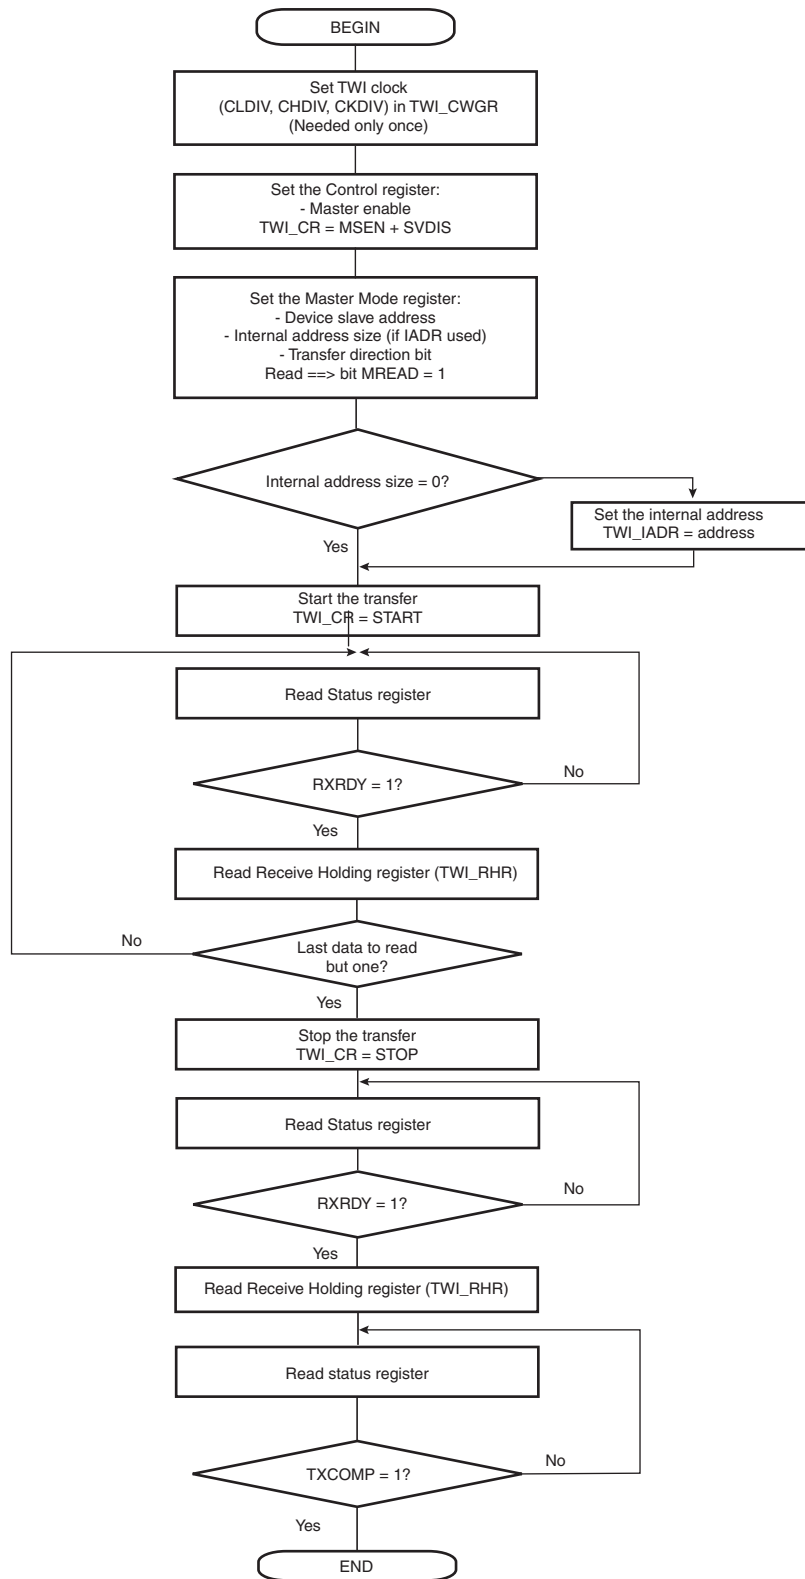 BEGIN
Set TWI clock
(CLDIV, CHDIV, CKDIV) in TWI_CWGR
(Needed only once)
Set the Control register:
- Master enable
TWI_CR = MSEN + SVDIS
Set the Master Mode register:
- Device slave address
- Internal address size (if IADR used)
- Transfer direction bit
Read ==> bit MREAD = 1
Internal address size = 0?
Set the internal address
TWI_IADR = address
Yes
Start the transfer
TWI_CR = START
Read Status register
RXRDY = 1?
No
Yes
Read Receive Holding register (TWI_RHR)
No
Last data to read
but one?
Yes
Stop the transfer
TWI_CR = STOP
Read Status register
RXRDY = 1?
No
Yes
Read Receive Holding register (TWI_RHR)
Read status register
TXCOMP = 1?
No
Yes
END